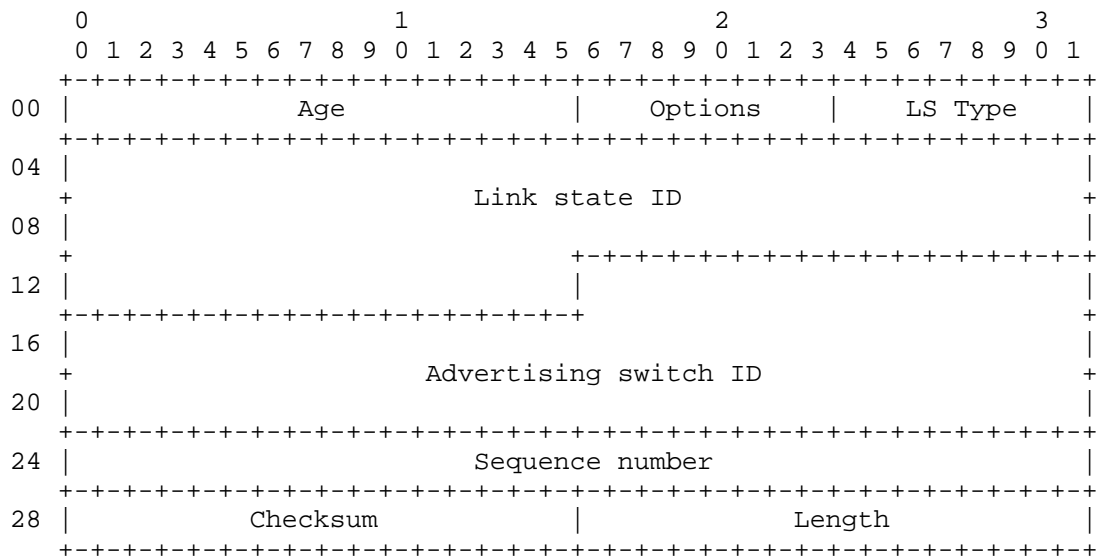 0                   1                   2                   3
0 1 2 3 4 5 6 7 8 9 0 1 2 3 4 5 6 7 8 9 0 1 2 3 4 5 6 7 8 9 0 1
+-+-+-+-+-+-+-+-+-+-+-+-+-+-+-+-+-+-+-+-+-+-+-+-+-+-+-+-+-+-+-+-+
00 |              Age              |    Options    |    LS Type    |
+-+-+-+-+-+-+-+-+-+-+-+-+-+-+-+-+-+-+-+-+-+-+-+-+-+-+-+-+-+-+-+-+
04 |                                                               |
+                         Link state ID                         +
08 |                                                               |
+                               +-+-+-+-+-+-+-+-+-+-+-+-+-+-+-+-+
12 |                               |                               |
+-+-+-+-+-+-+-+-+-+-+-+-+-+-+-+-+                               +
16 |                                                               |
+                      Advertising switch ID                    +
20 |                                                               |
+-+-+-+-+-+-+-+-+-+-+-+-+-+-+-+-+-+-+-+-+-+-+-+-+-+-+-+-+-+-+-+-+
24 |                         Sequence number                       |
+-+-+-+-+-+-+-+-+-+-+-+-+-+-+-+-+-+-+-+-+-+-+-+-+-+-+-+-+-+-+-+-+
28 |           Checksum            |             Length            |
+-+-+-+-+-+-+-+-+-+-+-+-+-+-+-+-+-+-+-+-+-+-+-+-+-+-+-+-+-+-+-+-+